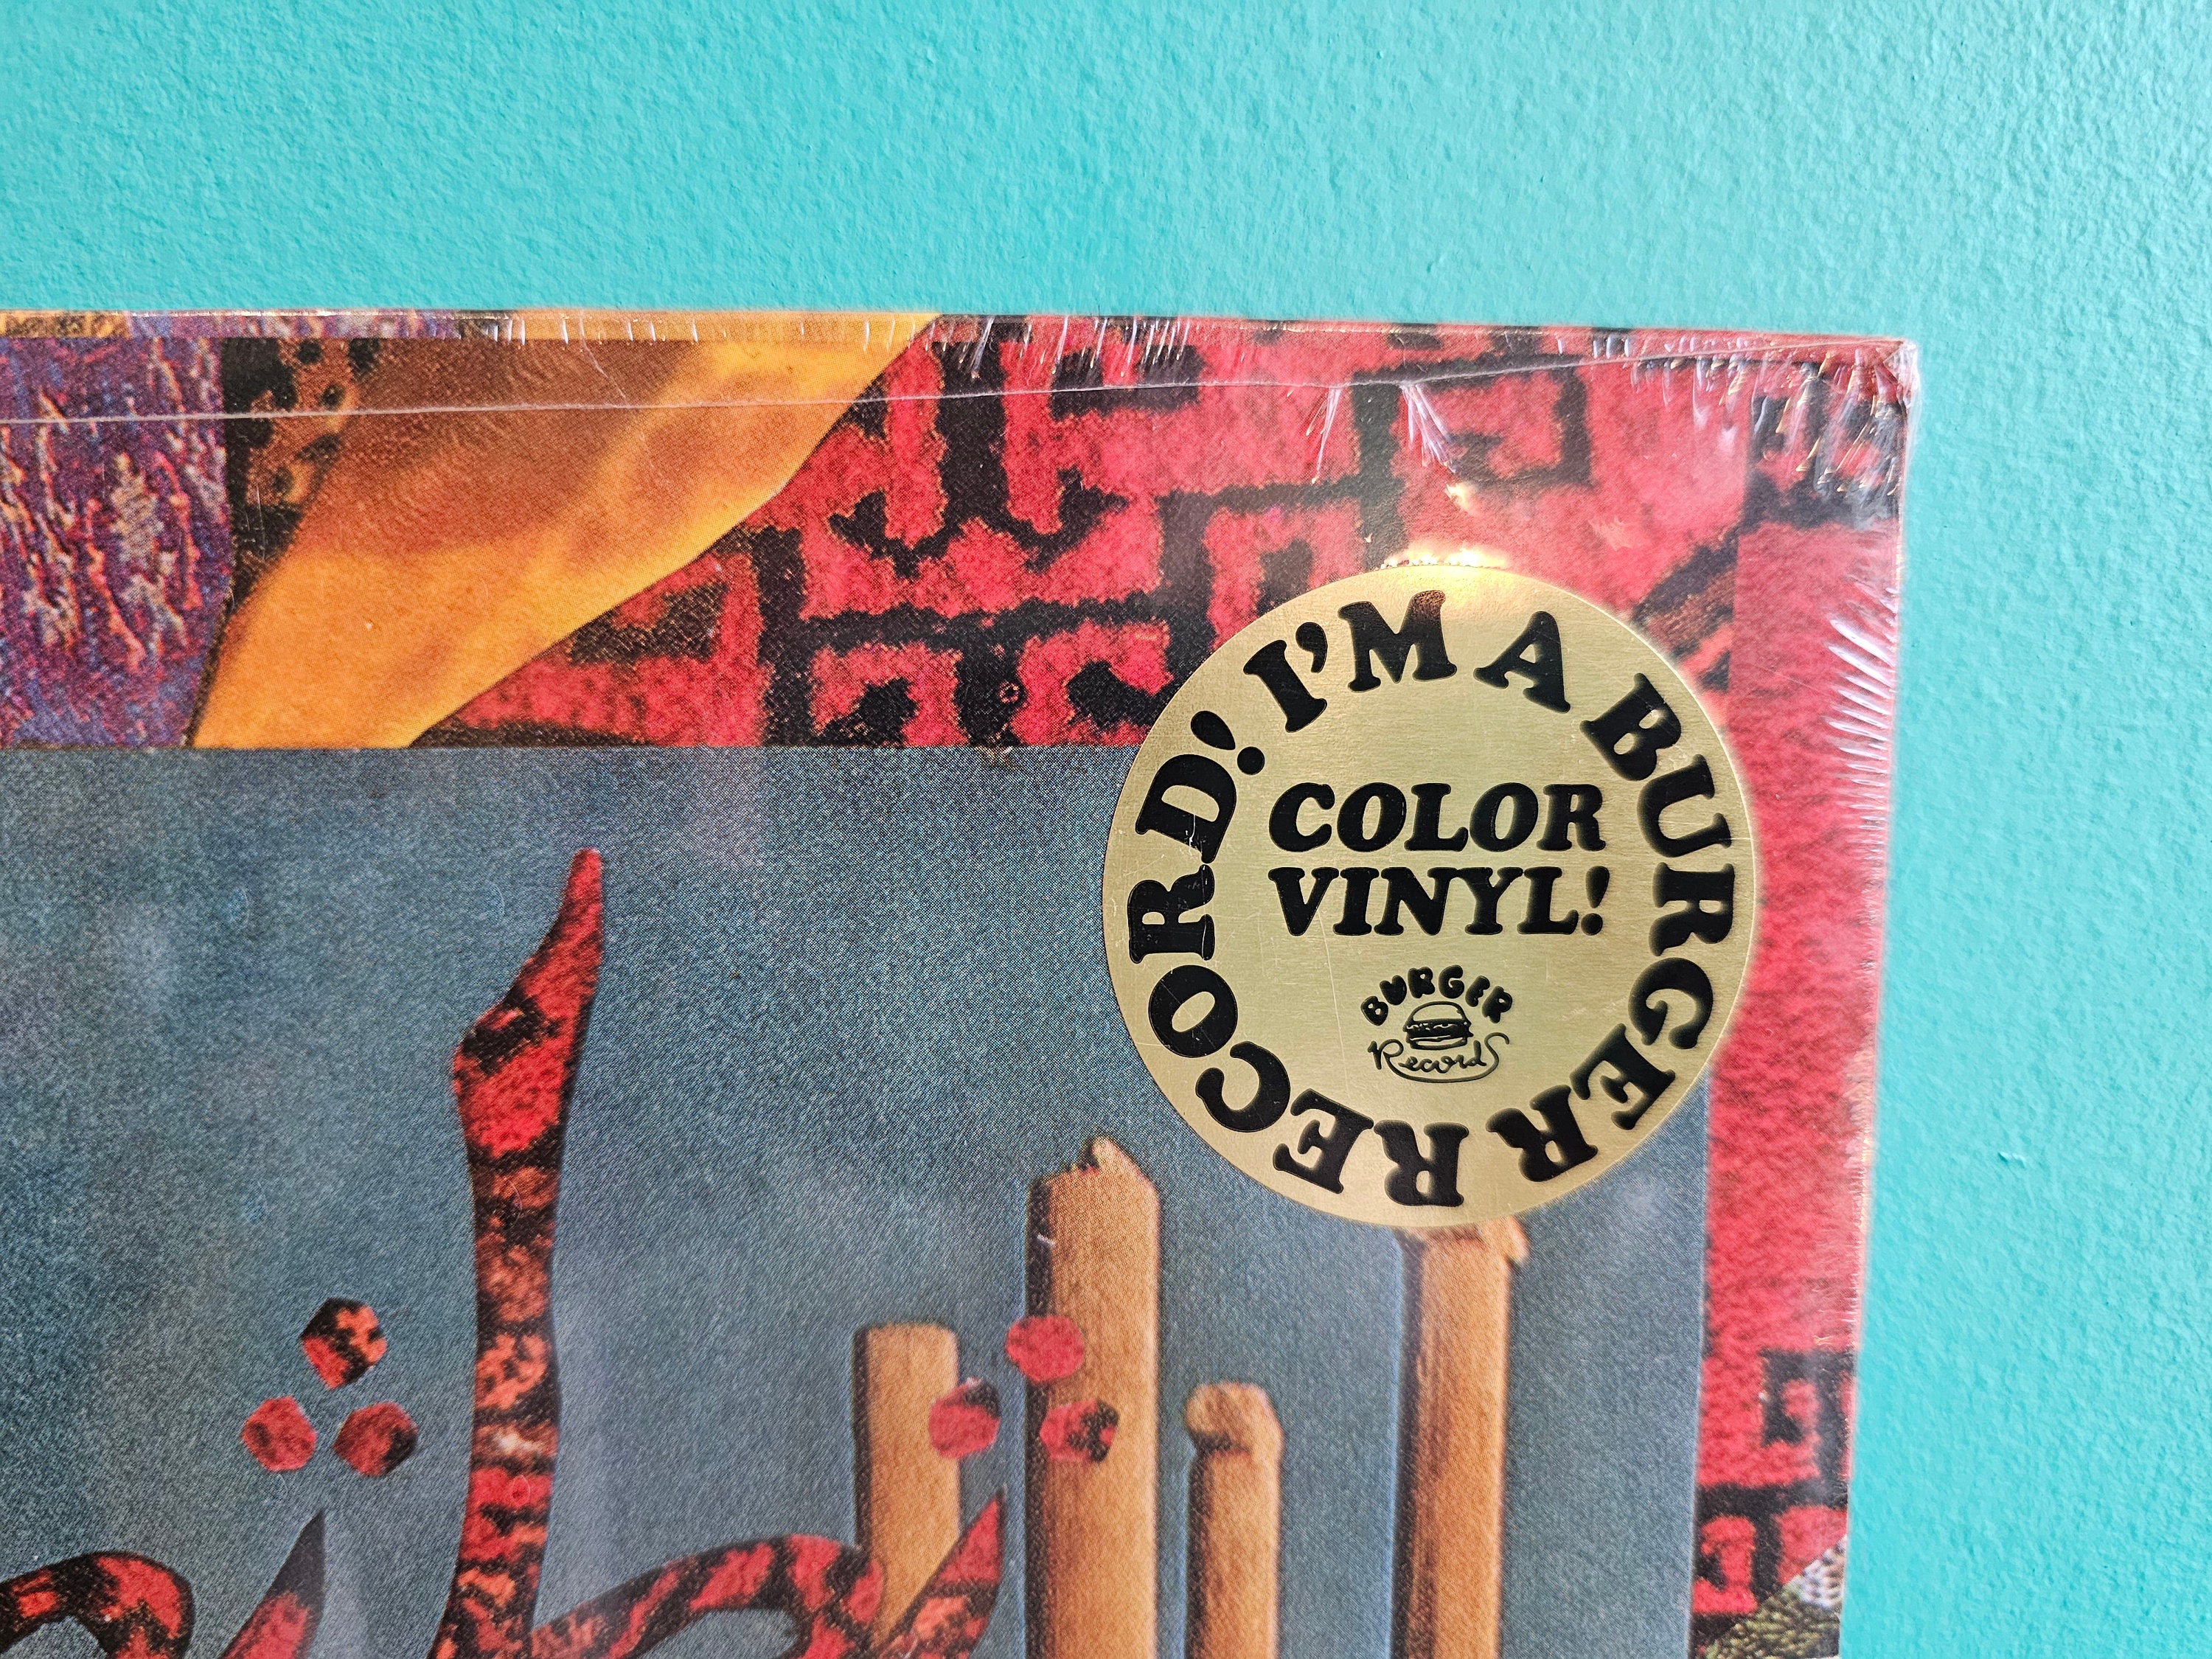 I'M A BURGER RECORD!
COLOR
VINYL!
BURGER
Records